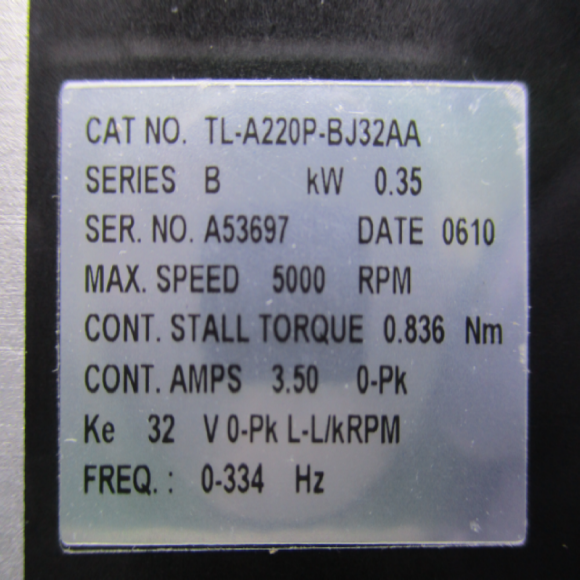 CAT NO. TL-A220P-BJ32AA
SERIES B kW 0.35
SER. NO. A53697 DATE 0610
MAX. SPEED 5000 RPM
CONT. STALL TORQUE 0.836 Nm
CONT. AMPS 3.50 0-Pk
Ke 32 V 0-Pk L-L/kRPM
FREQ. : 0-334 Hz